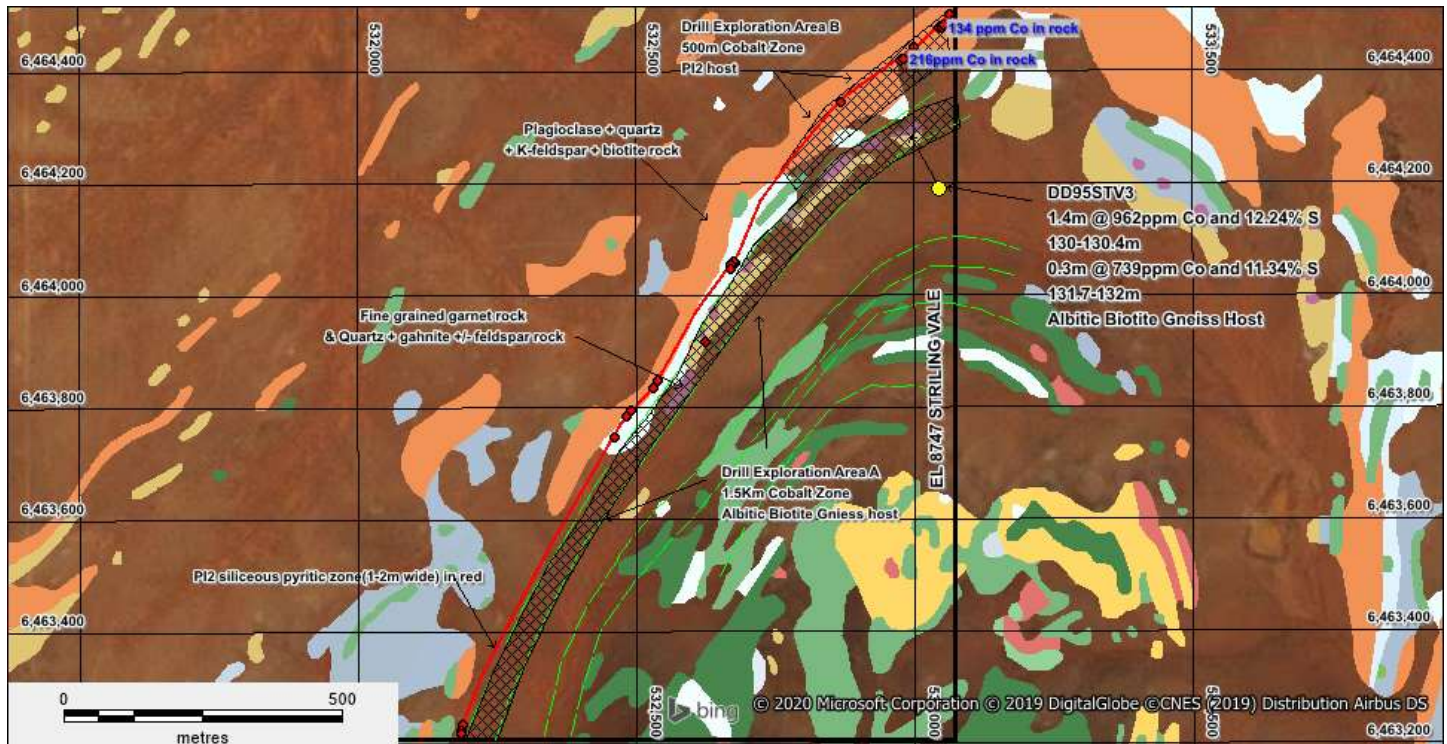 Drill Exploration Area B
500m Cobalt Zone
PI2 host
134 ppm Co in rock
216ppm Co in rock
532,000
532,500
533,500
6,464,400
6,464,400
Plagioclase + quartz
+ K-feldspar + biotite rock
6,464,200
6,464,200
DD95STV3
1.4m @ 962ppm Co and 12.24% S
130-130.4m
0.3m @ 739ppm Co and 11.34% S
131.7-132m
Albitic Biotite Gneiss Host
6,464,000
6,464,000
Fine grained garnet rock
& Quartz + gahnite +/- feldspar rock
EL 8747 STRILING VALE
6,463,800
6,463,800
Drill Exploration Area A
1.5Km Cobalt Zone
Albitic Biotite Gniess host
6,463,600
6,463,600
PI2 siliceous pyritic zone(1-2m wide) in red
6,463,400
6,463,400
0 500
metres
532,500
533,000
533,500
bing
© 2020 Microsoft Corporation © 2019 DigitalGlobe ©CNES (2019) Distribution Airbus DS
6,463,200